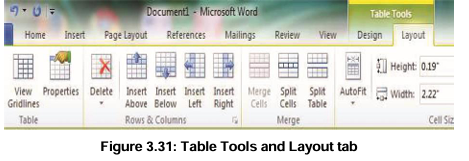 Document1 - Microsoft Word
Table Tools
Home Insert Page Layout References Mailings Review View Design Layout
View Gridlines
Properties
Delete
Insert Above
Insert Below
Insert Left
Insert Right
Merge Cells
Split Cells
Split Table
AutoFit
Height: 0.19"
Width: 2.22"
Table
Rows & Columns
Merge
Cell Siz
Figure 3.31: Table Tools and Layout tab